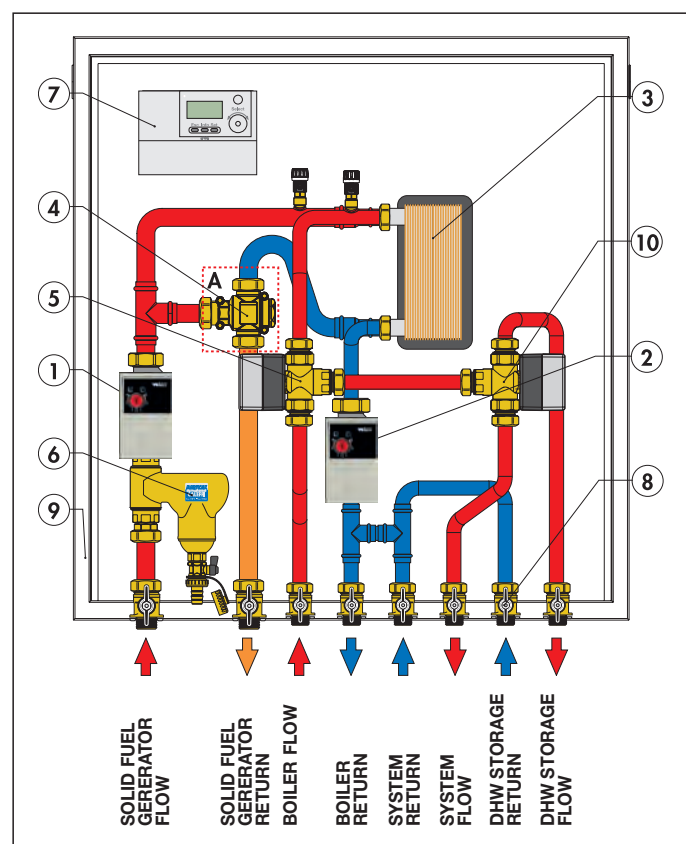 7
3
Select
4
A
10
5
1
2
6
8
9
SOLID FUEL
GERERATOR
FLOW
SOLID FUEL
GERERATOR
RETURN
BOILER FLOW
BOILER
RETURN
SYSTEM
RETURN
SYSTEM
FLOW
DHW STORAGE
RETURN
DHW STORAGE
FLOW